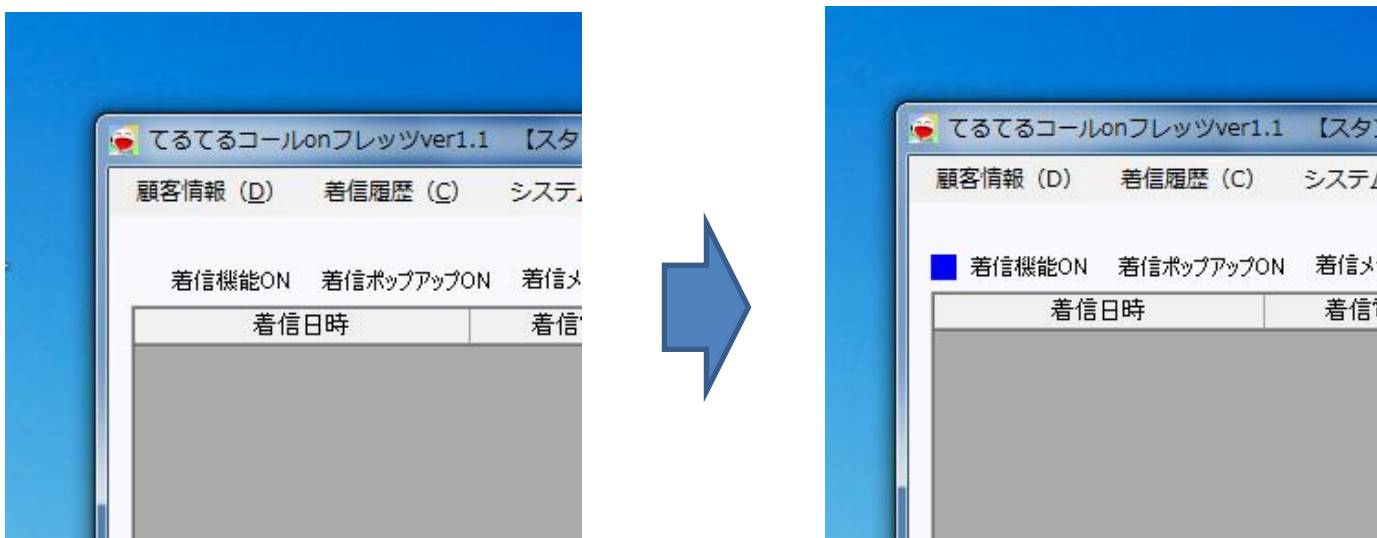 てるてるコールonフレッツver1.1 【スタ
顧客情報（D） 着信履歴（C） システム
着信機能ON 着信ポップアップON 着信メ
着信日時 着信
てるてるコールonフレッツver1.1 【スタ
顧客情報（D） 着信履歴（C） システム
着信機能ON 着信ポップアップON 着信メ
着信日時 着信